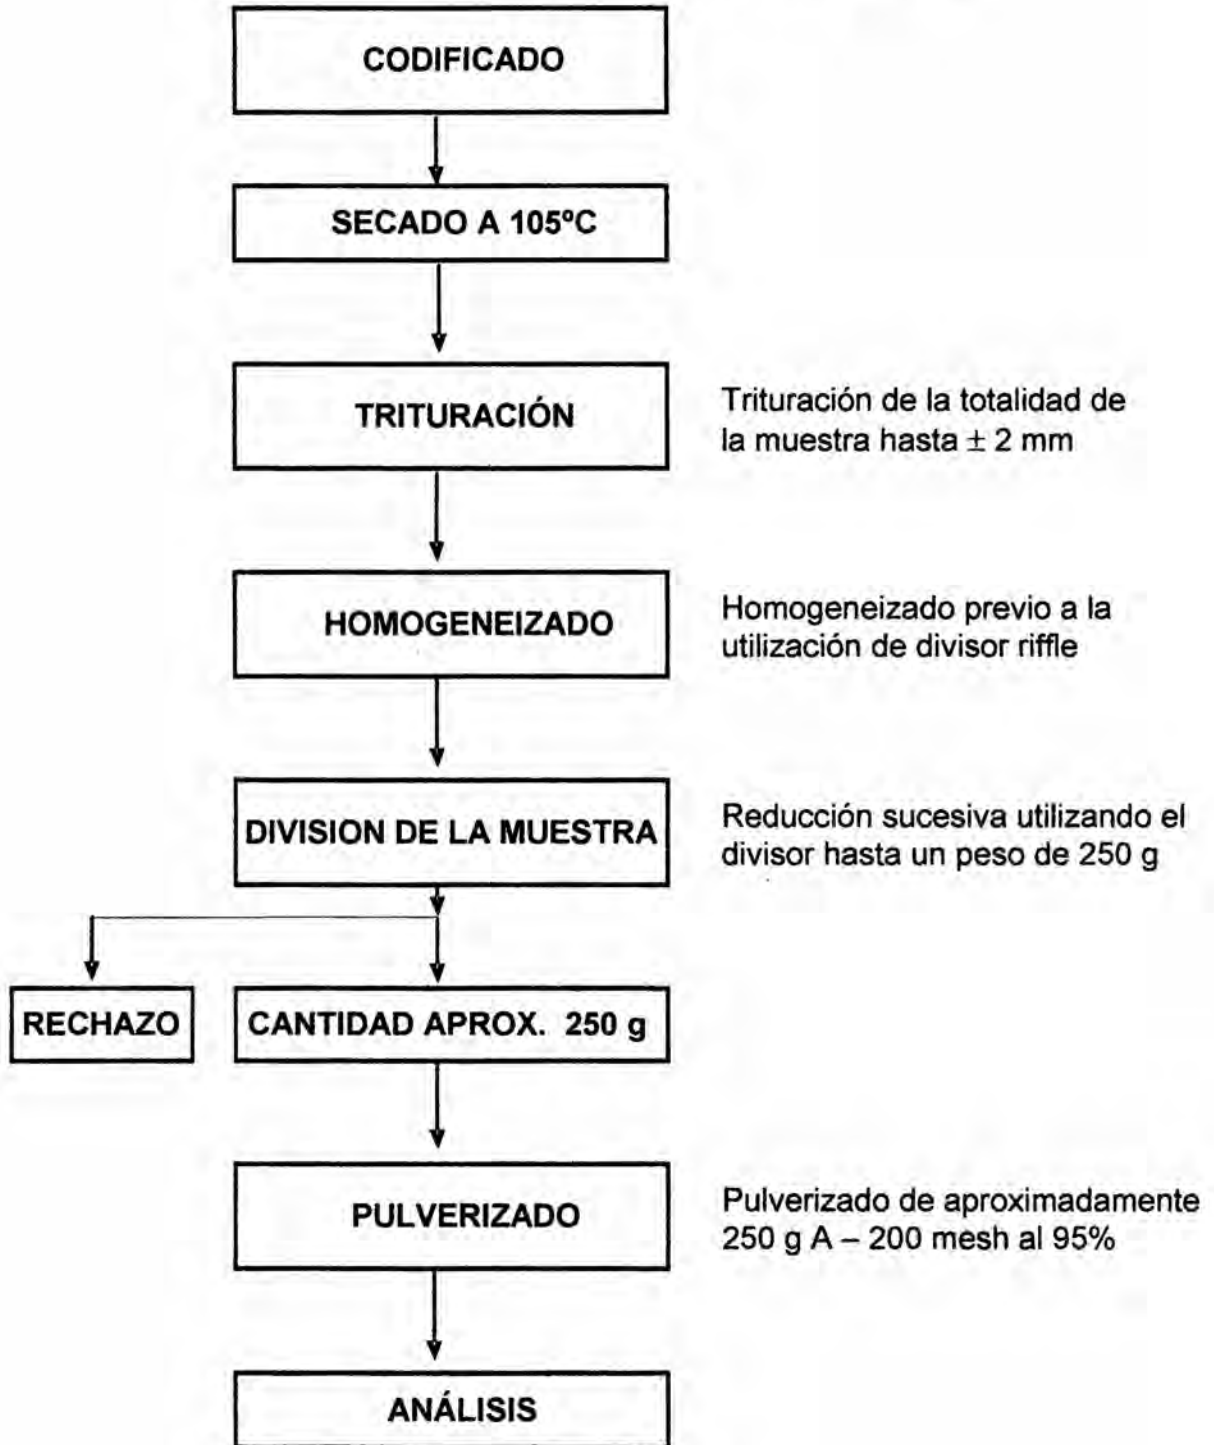 CODIFICADO
SECADO A 105ºC
TRITURACIÓN
Trituración de la totalidad de
la muestra hasta ± 2 mm
HOMOGENEIZADO
Homogeneizado previo a la
utilización de divisor riffle
DIVISION DE LA MUESTRA
Reducción sucesiva utilizando el
divisor hasta un peso de 250 g
RECHAZO
CANTIDAD APROX. 250 g
PULVERIZADO
Pulverizado de aproximadamente
250 g A – 200 mesh al 95%
ANÁLISIS